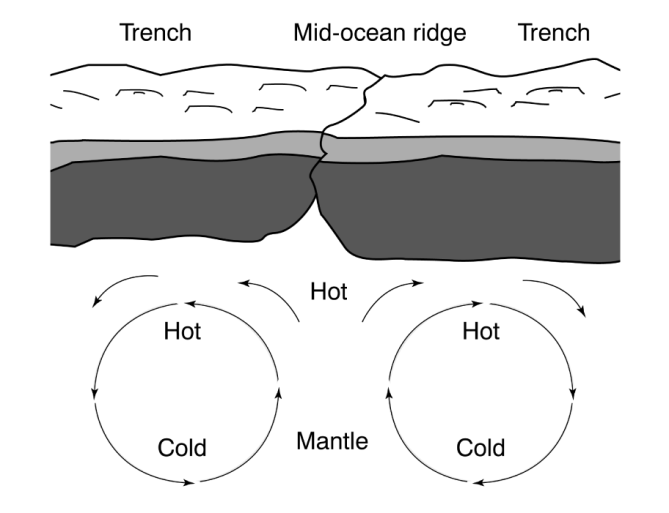 Trench
Mid-ocean ridge
Trench
Hot
Hot
Hot
Cold
Mantle
Cold